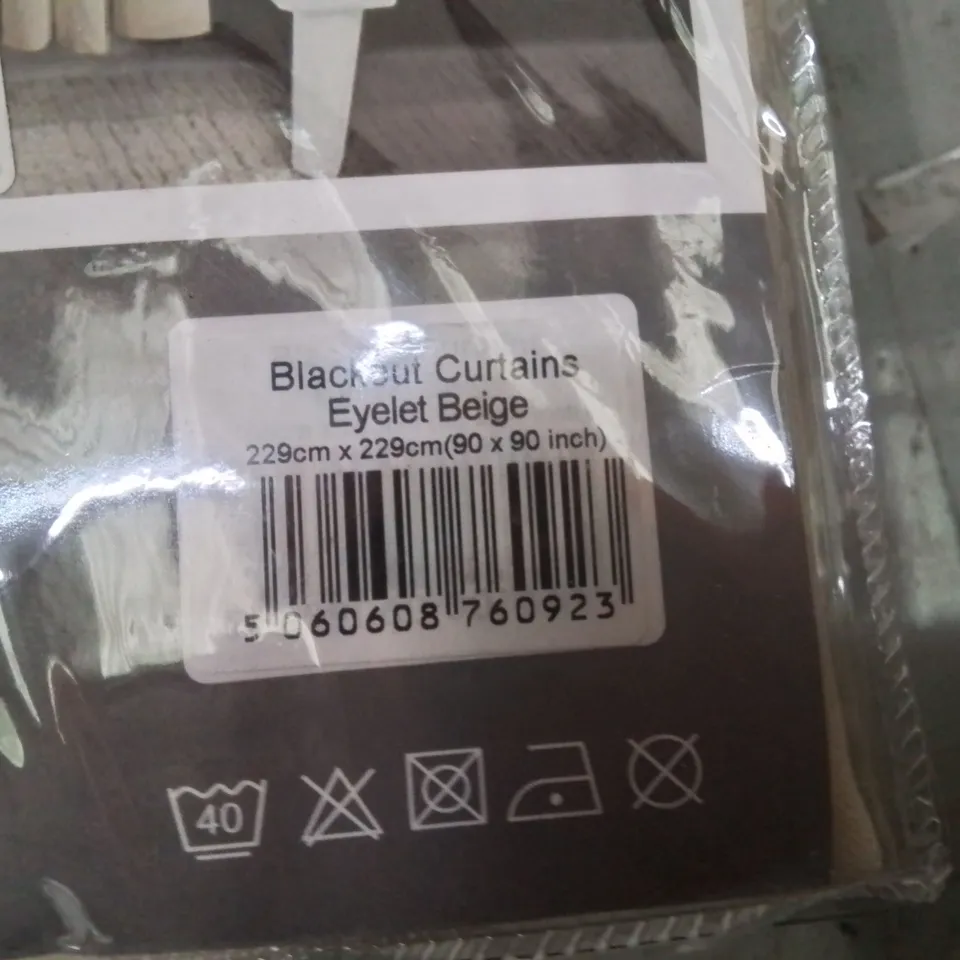 Blackout Curtains
Eyelet Beige
229cm x 229cm(90 x 90 inch)
5 060608 760923
40